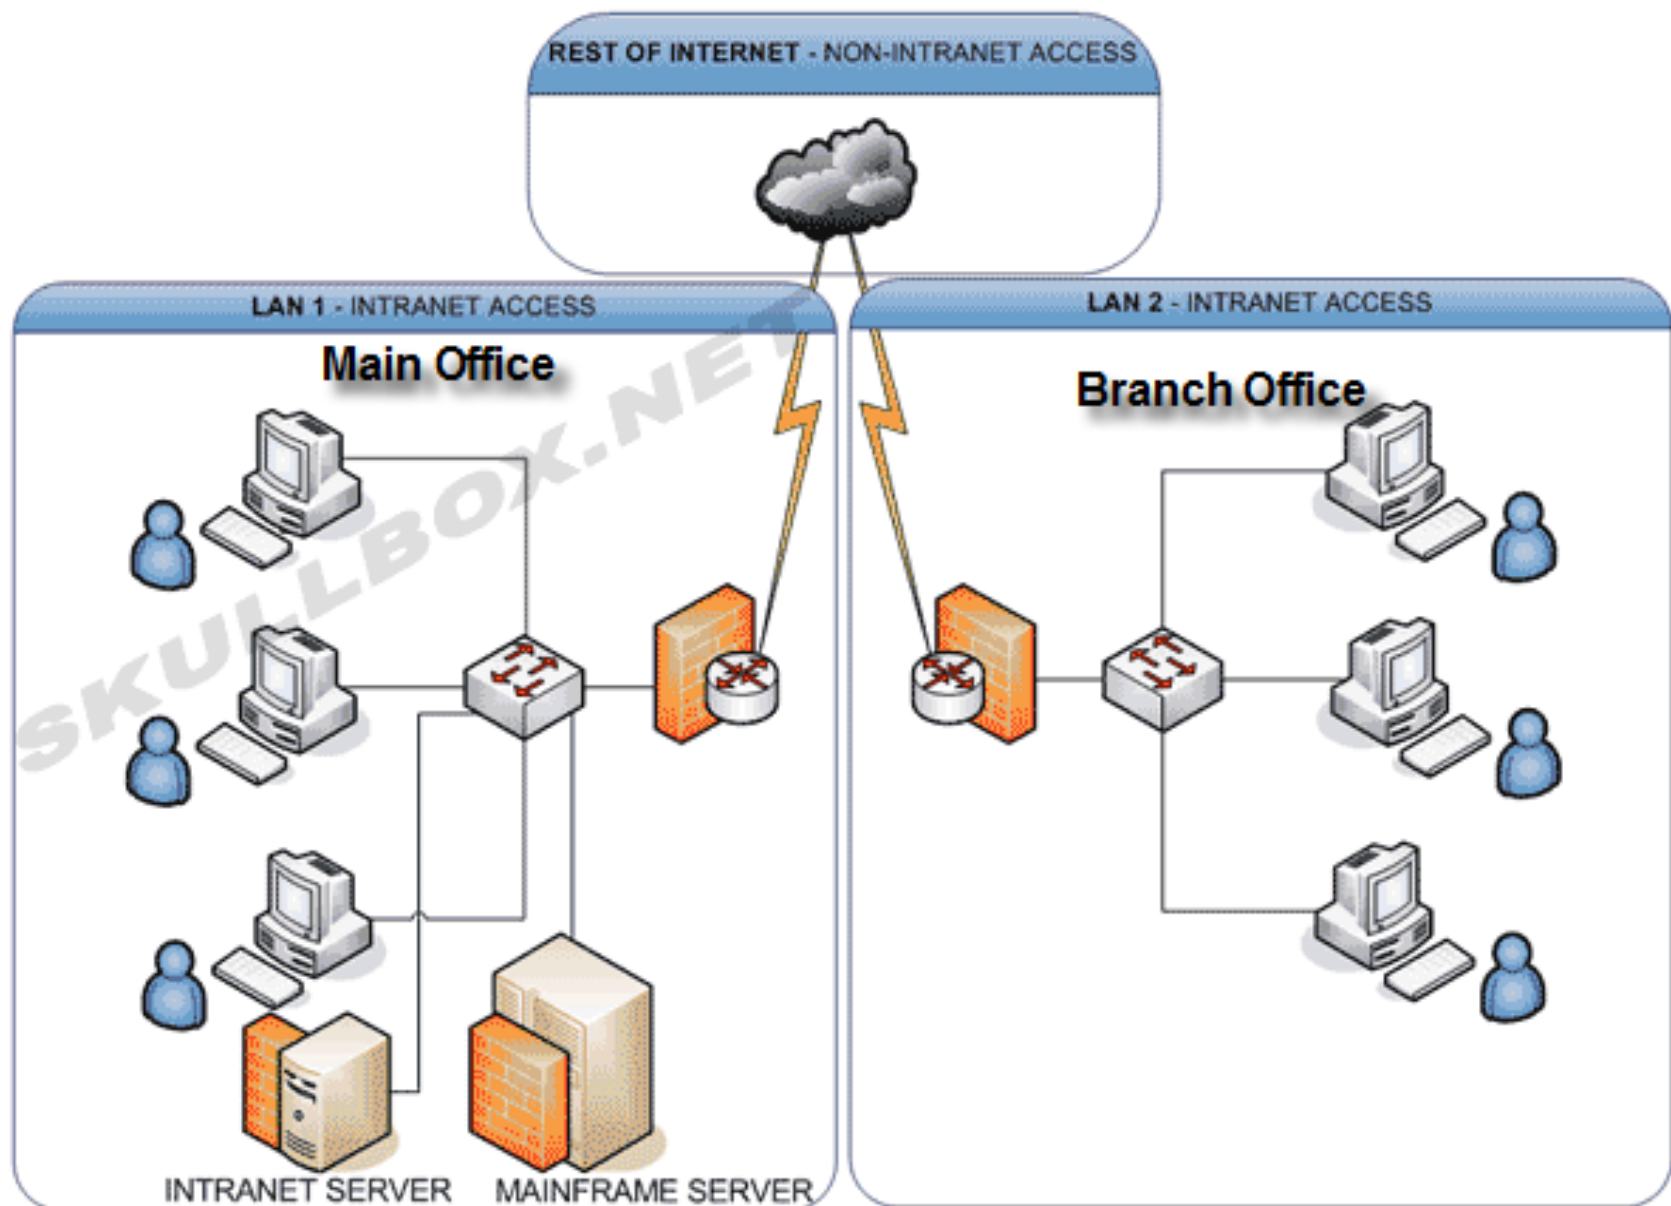 REST OF INTERNET - NON-INTRANET ACCESS
LAN 1 - INTRANET ACCESS
LAN 2 - INTRANET ACCESS
Main Office
Branch Office
SKULLBOX.NET
INTRANET SERVER
MAINFRAME SERVER